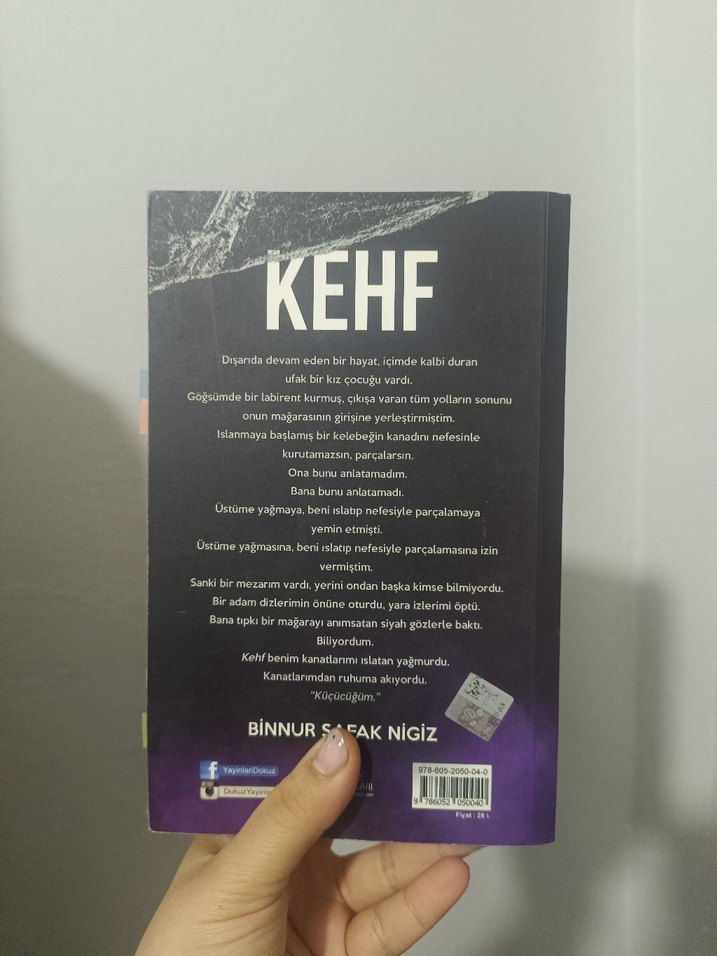 KEHF
Dışarıda devam eden bir hayat, içimde kalbi duran
ufak bir kız çocuğu vardı.
Göğsümde bir labirent kurmuş, çıkışa varan tüm yolların sonunu
onun mağarasının girişine yerleştirmiştim.
Islanmaya başlamış bir kelebeğin kanadını nefesinle
kurutamazsın, parçalarsın.
Ona bunu anlatamadım.
Bana bunu anlatamadı.
Üstüme yağmaya, beni ıslatıp nefesiyle parçalamaya
yemin etmişti.
Üstüme yağmasına, beni ıslatıp nefesiyle parçalamasına izin
vermiştim.
Sanki bir mezarım vardı, yerini ondan başka kimse bilmiyordu.
Bir adam dizlerimin önüne oturdu, yara izlerimi öptü.
Bana tıpkı bir mağarayı anımsatan siyah gözlerle baktı.
Biliyordum.
Kehf benim kanatlarımı ıslatan yağmurdu.
Kanatlarımdan ruhuma akıyordu.
"Küçücüğüm."
BİNNUR ŞAFAK NİGİZ
f YayinlariDokuz
DokuzYayınl
978-605-2050-04-0
9 786052 050040
Fiyat : 28 ₺